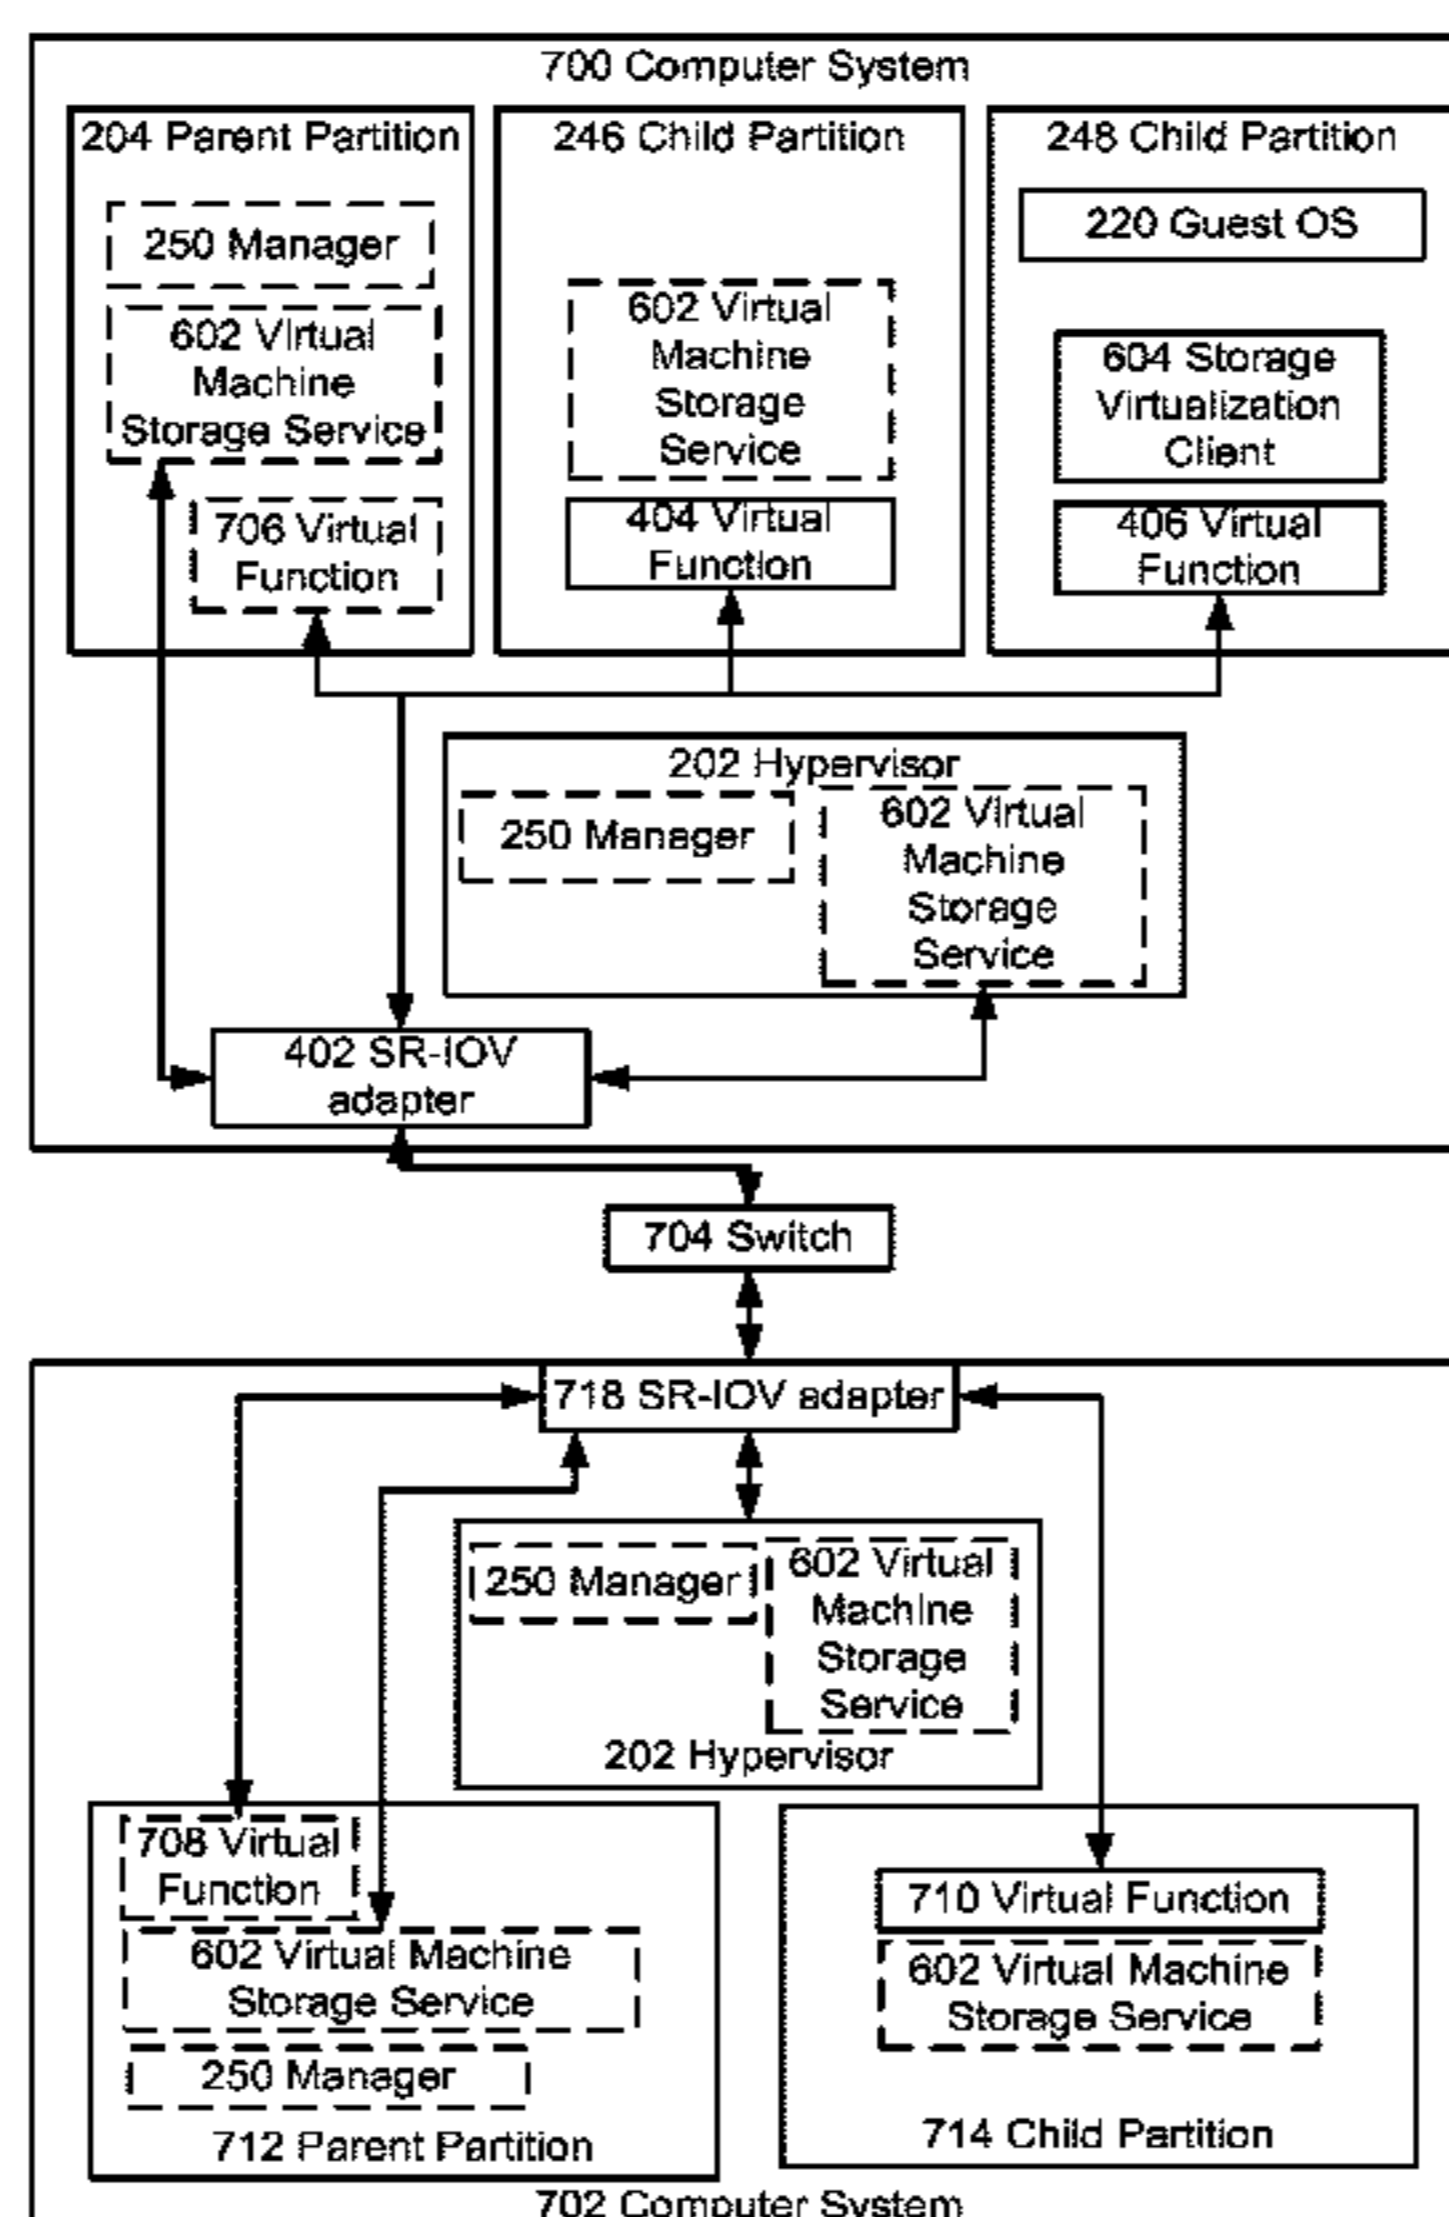 700 Computer System
204 Parent Partition
250 Manager
602 Virtual
Machine
Storage Service
706 Virtual
Function
246 Child Partition
602 Virtual
Machine
Storage
Service
404 Virtual
Function
248 Child Partition
220 Guest OS
604 Storage
Virtualization
Client
406 Virtual
Function
202 Hypervisor
250 Manager
602 Virtual
Machine
Storage
Service
402 SR-IOV
adapter
704 Switch
718 SR-IOV adapter
250 Manager
602 Virtual
Machine
Storage
Service
202 Hypervisor
708 Virtual
Function
602 Virtual Machine
Storage Service
250 Manager
712 Parent Partition
710 Virtual Function
602 Virtual Machine
Storage Service
714 Child Partition
702 Computer System